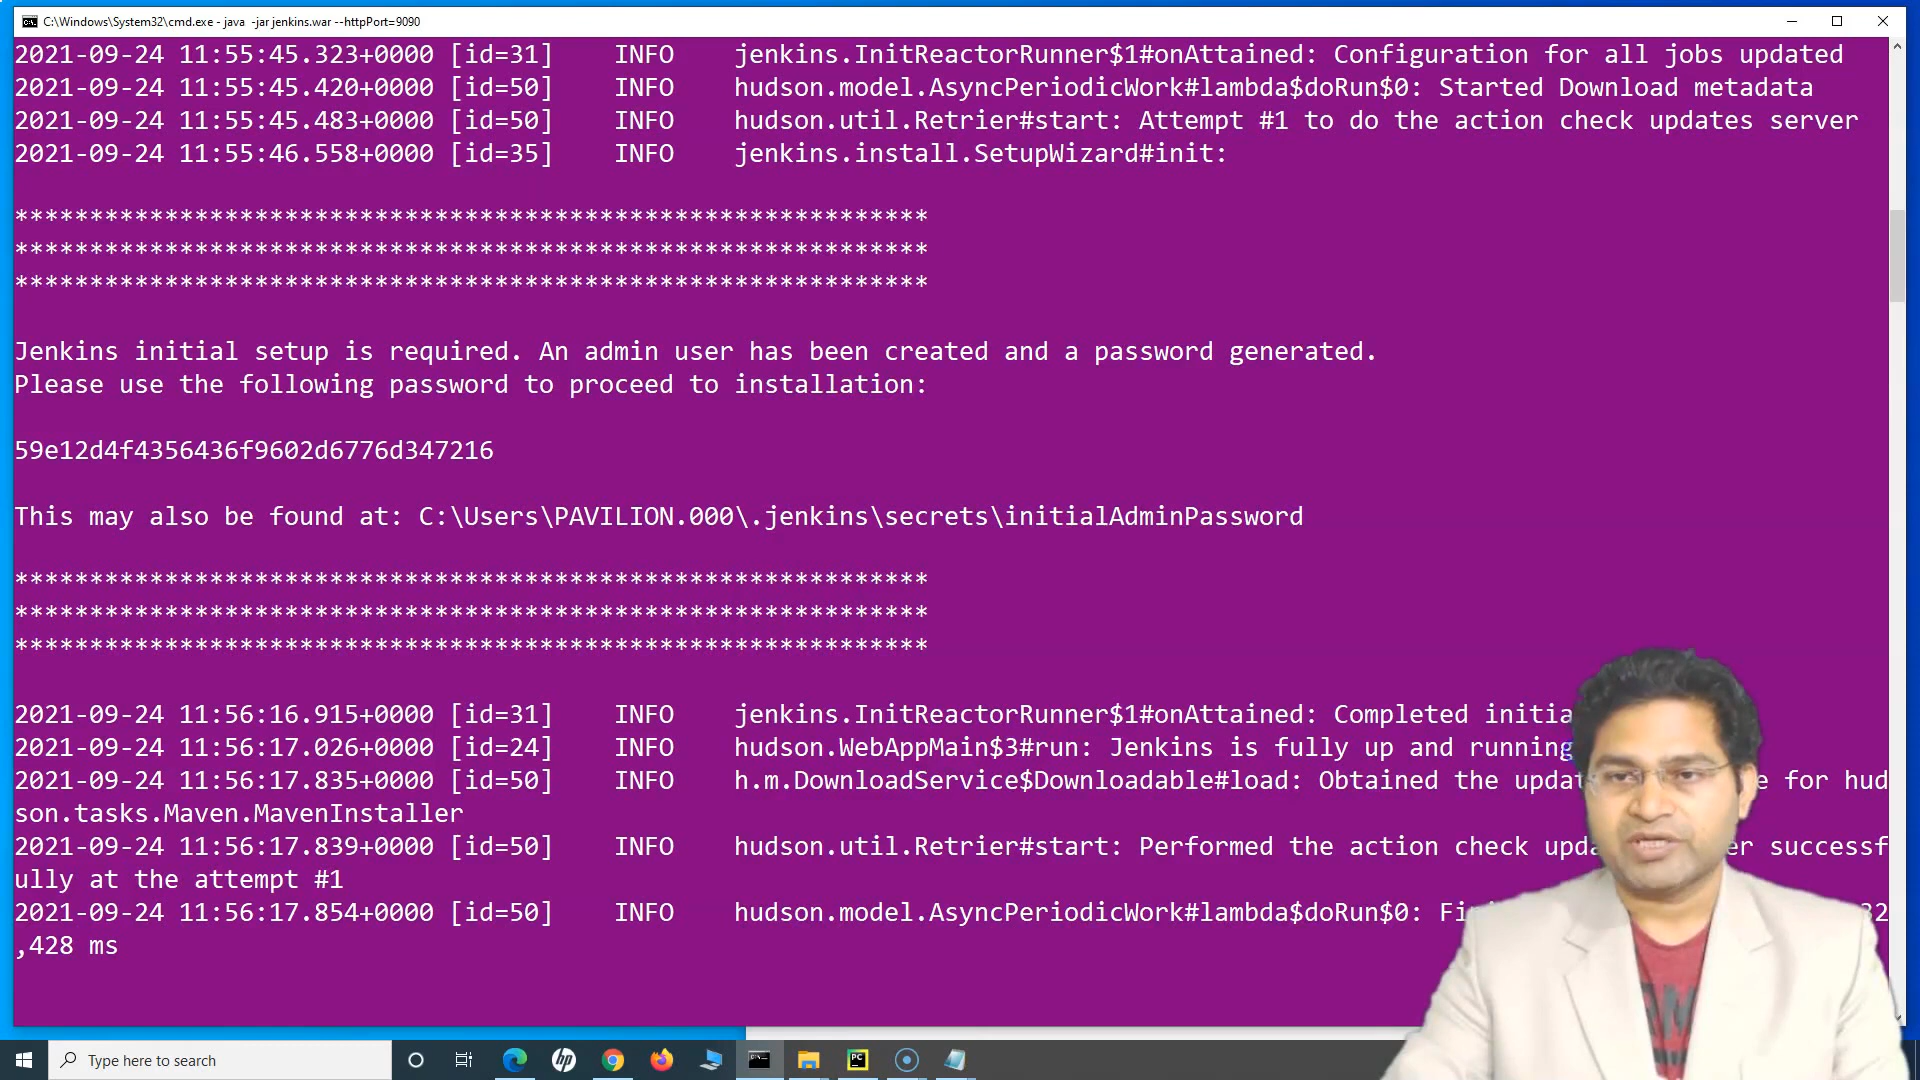 C:\Windows\System32\cmd.exe - java  -jar jenkins.war --httpPort=9090
2021-09-24 11:55:45.323+0000 [id=31]    INFO    jenkins.InitReactorRunner$1#onAttained: Configuration for all jobs updated
2021-09-24 11:55:45.420+0000 [id=50]    INFO    hudson.model.AsyncPeriodicWork#lambda$doRun$0: Started Download metadata
2021-09-24 11:55:45.483+0000 [id=50]    INFO    hudson.util.Retrier#start: Attempt #1 to do the action check updates server
2021-09-24 11:55:46.558+0000 [id=35]    INFO    jenkins.install.SetupWizard#init:
*************************************************************
*************************************************************
*************************************************************
Jenkins initial setup is required. An admin user has been created and a password generated.
Please use the following password to proceed to installation:
59e12d4f4356436f9602d6776d347216
This may also be found at: C:\Users\PAVILION.000\.jenkins\secrets\initialAdminPassword
*************************************************************
*************************************************************
*************************************************************
2021-09-24 11:56:16.915+0000 [id=31]    INFO    jenkins.InitReactorRunner$1#onAttained: Completed initia
2021-09-24 11:56:17.026+0000 [id=24]    INFO    hudson.WebAppMain$3#run: Jenkins is fully up and running
2021-09-24 11:56:17.835+0000 [id=50]    INFO    h.m.DownloadService$Downloadable#load: Obtained the updat e for hud
son.tasks.Maven.MavenInstaller
2021-09-24 11:56:17.839+0000 [id=50]    INFO    hudson.util.Retrier#start: Performed the action check upda er successf
ully at the attempt #1
2021-09-24 11:56:17.854+0000 [id=50]    INFO    hudson.model.AsyncPeriodicWork#lambda$doRun$0: Fi 32
,428 ms
Type here to search
hp
PC